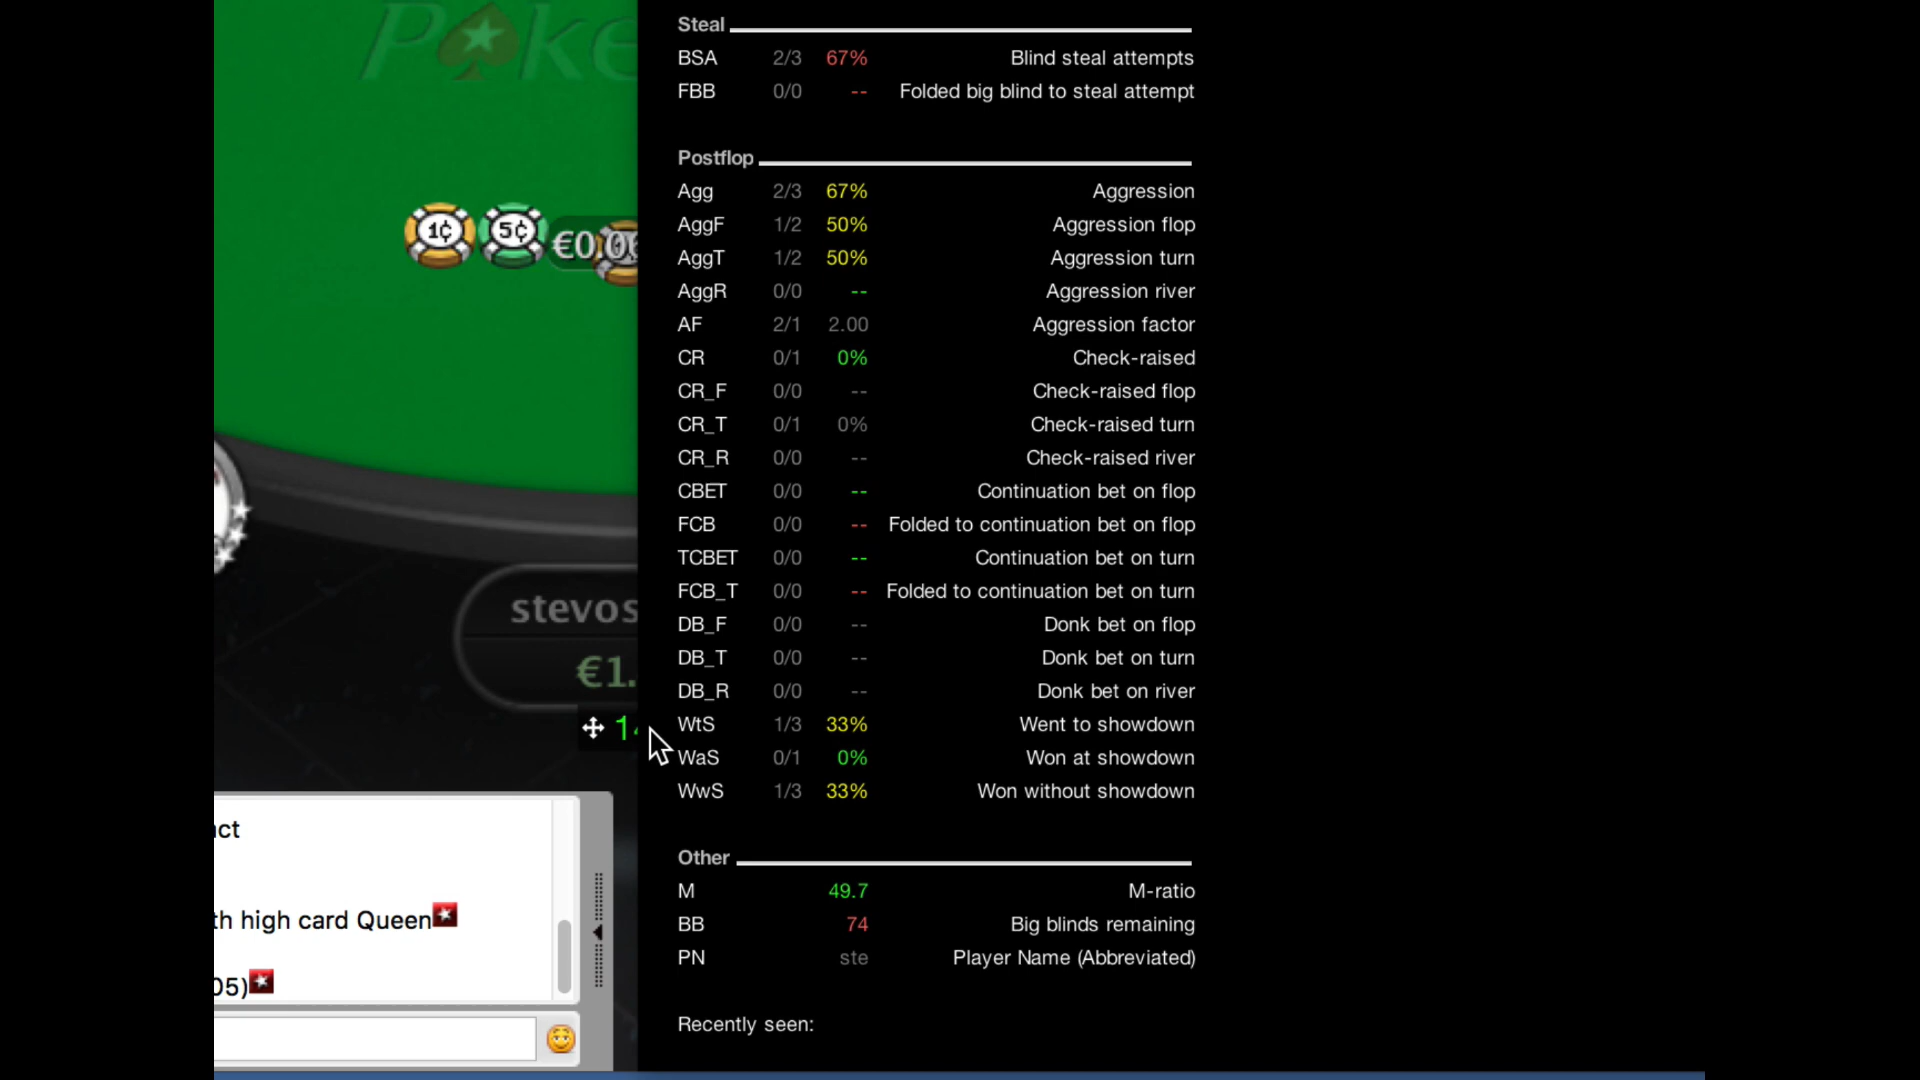 Poke
Steal
BSA 2/3 67% Blind steal attempts
FBB 0/0 -- Folded big blind to steal attempt
Postflop
Agg 2/3 67% Aggression
AggF 1/2 50% Aggression flop
1¢ 5¢
AggT 1/2 50% Aggression turn
AggR 0/0 -- Aggression river
AF 2/1 2.00 Aggression factor
CR 0/1 0% Check-raised
CR_F 0/0 -- Check-raised flop
CR_T 0/1 0% Check-raised turn
CR_R 0/0 -- Check-raised river
CBET 0/0 -- Continuation bet on flop
FCB 0/0 -- Folded to continuation bet on flop
TCBET 0/0 -- Continuation bet on turn
FCB_T 0/0 -- Folded to continuation bet on turn
stevos
DB_F 0/0 -- Donk bet on flop
DB_T 0/0 -- Donk bet on turn
€1.
DB_R 0/0 -- Donk bet on river
WtS 1/3 33% Went to showdown
WaS 0/1 0% Won at showdown
WwS 1/3 33% Won without showdown
Other
M 49.7 M-ratio
BB 74 Big blinds remaining
PN ste Player Name (Abbreviated)
Recently seen:
ct
th high card Queen
05)